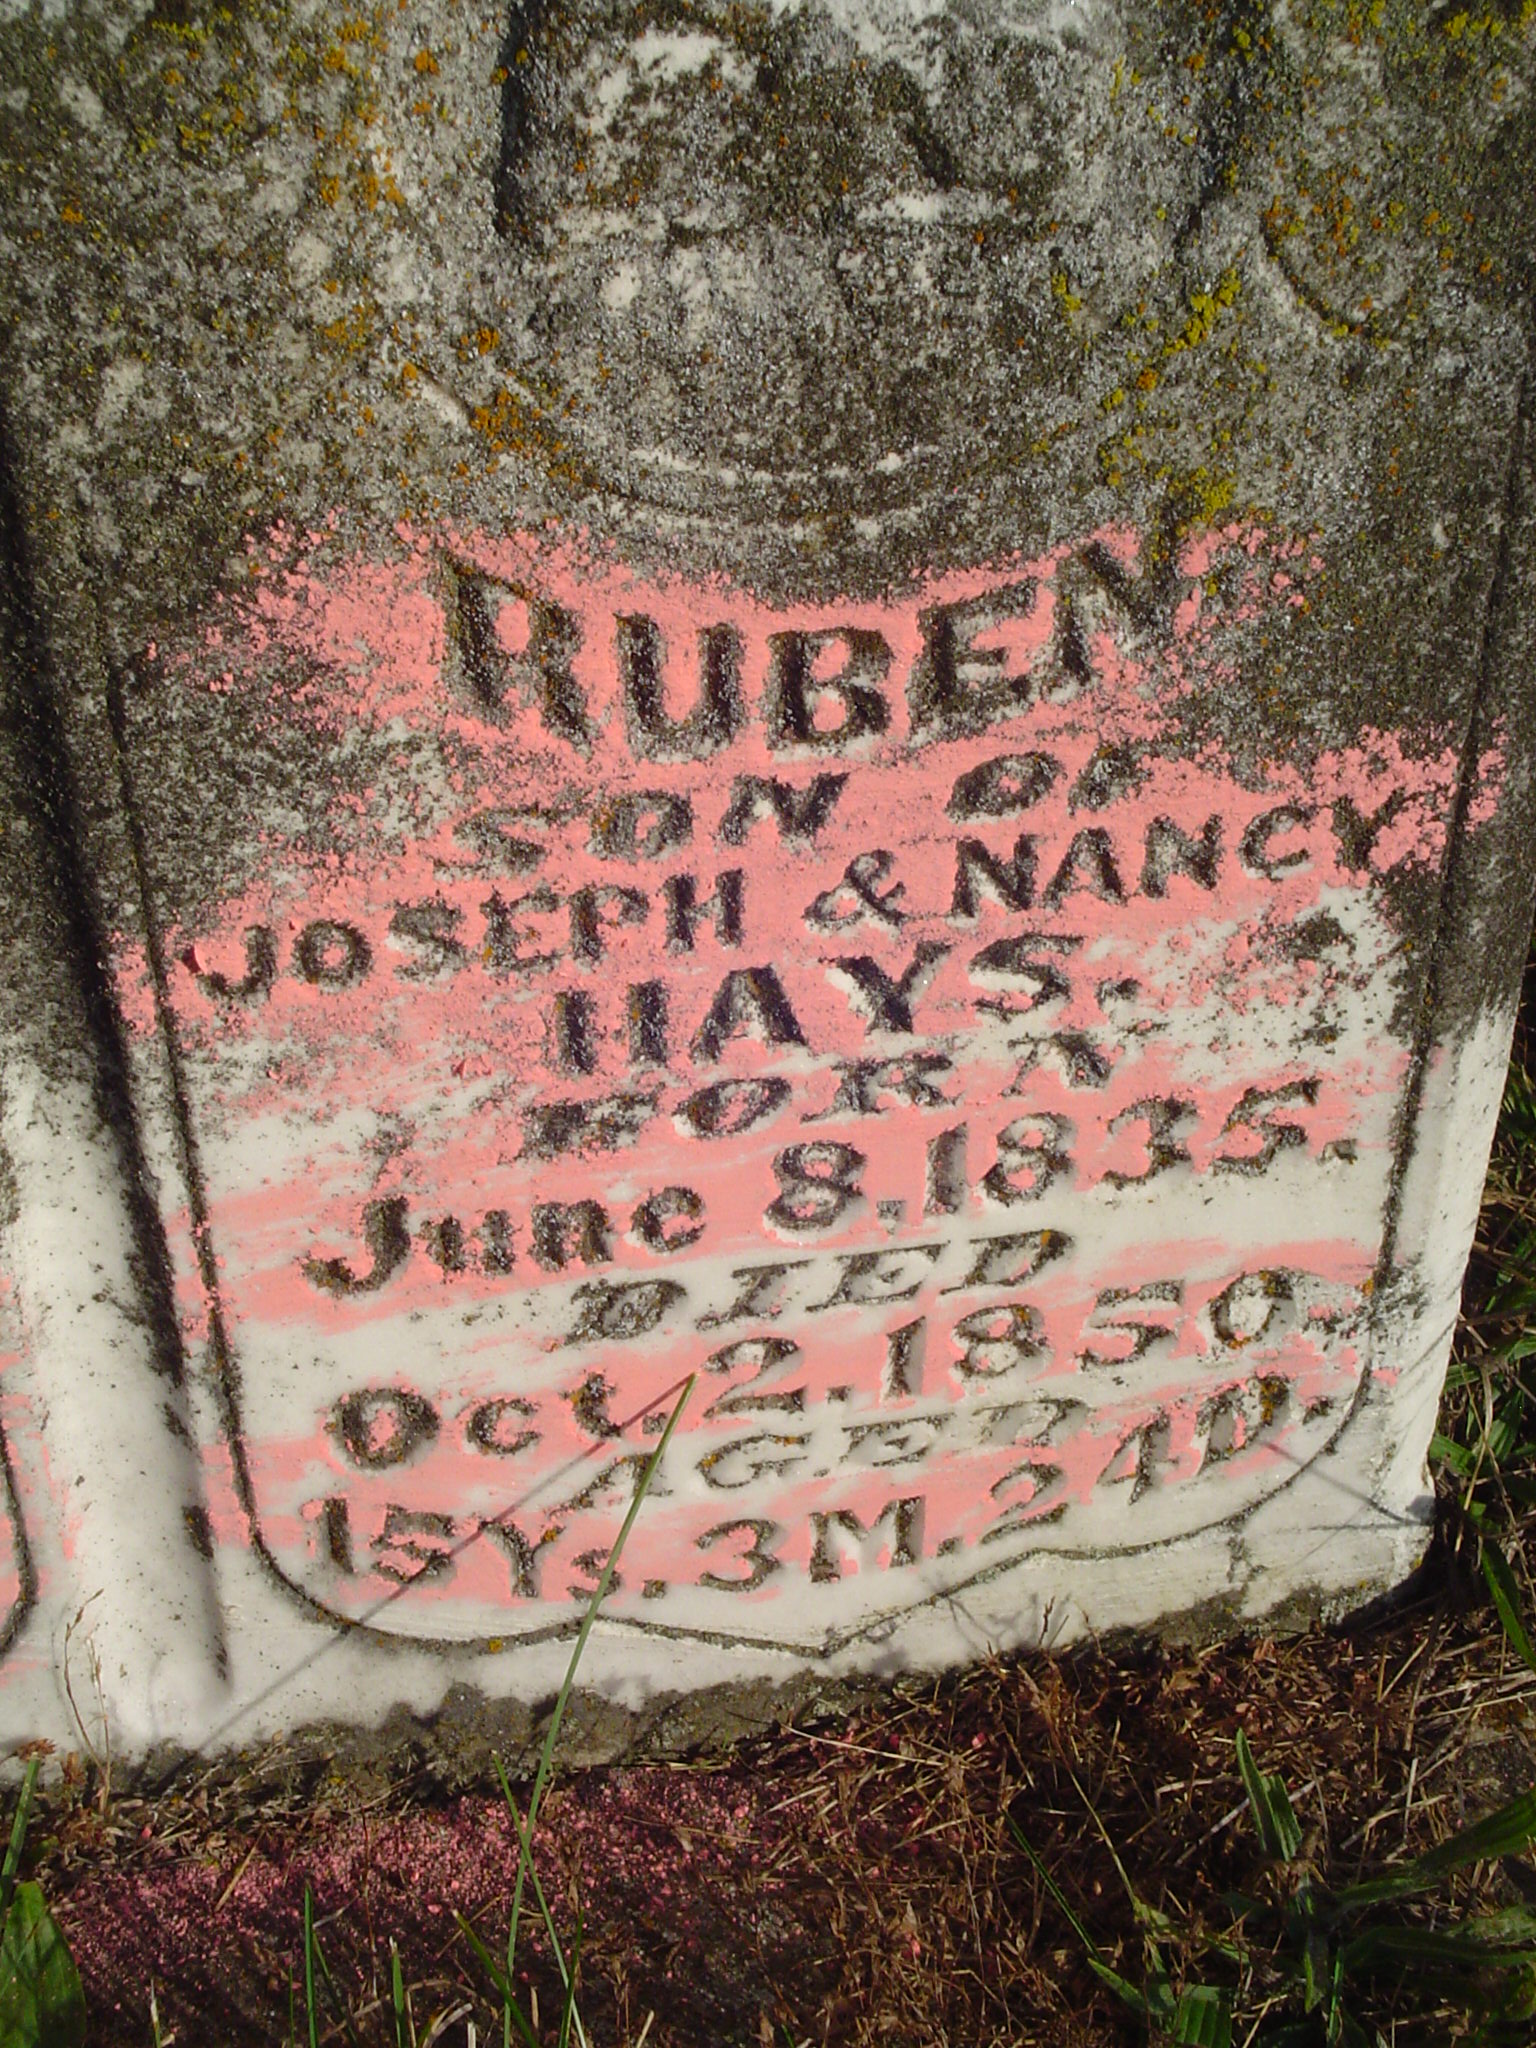 RUBEN,
SON OF
JOSEPH & NANCY
HAYS.
BORN
June 8, 1835.
DIED
Oct. 2, 1850.
AGED
15Ys. 3M. 24D.